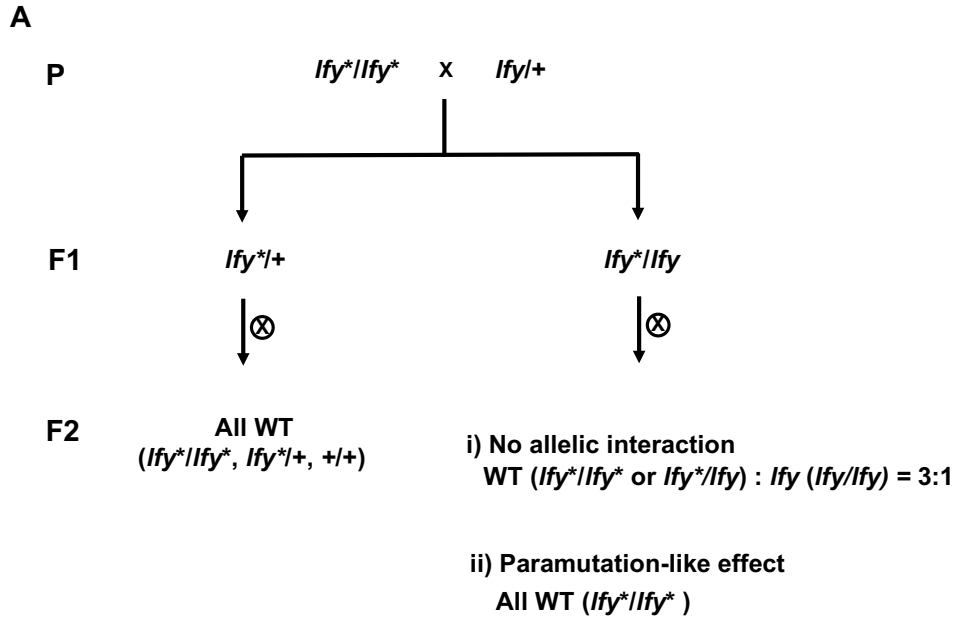 A
P lfy*/lfy* x lfy/+
F1 lfy*/+ lfy*/lfy
X X
F2 All WT
(lfy*/lfy*, lfy*/+, +/+)
i) No allelic interaction
WT (lfy*/lfy* or lfy*/lfy) : lfy (lfy/lfy) = 3:1
ii) Paramutation-like effect
All WT (lfy*/lfy* )